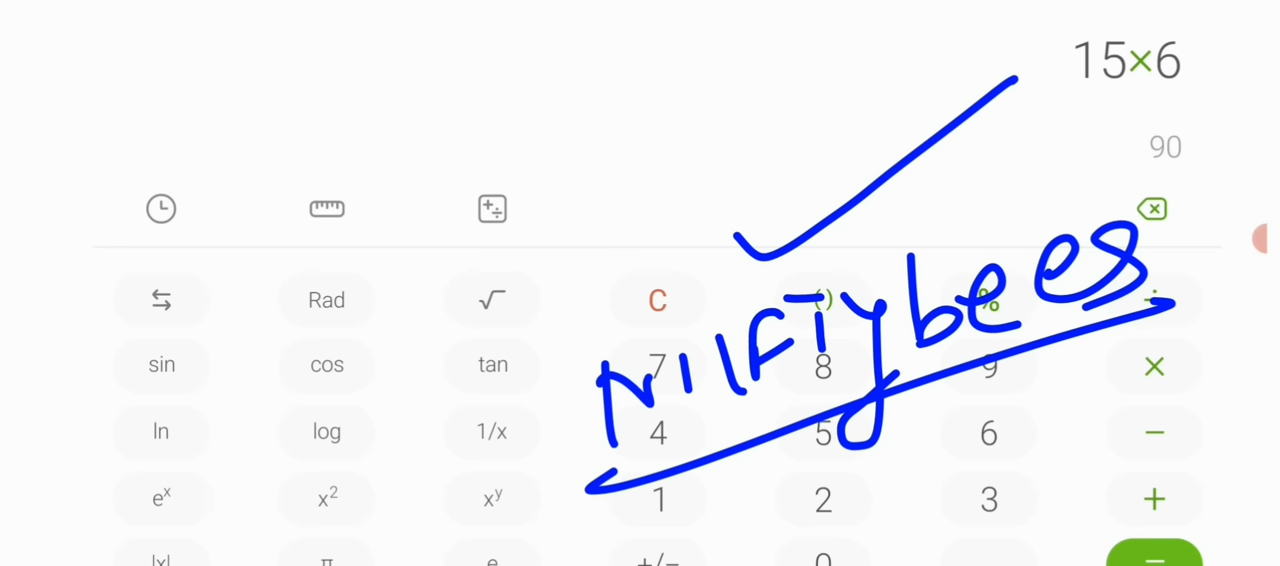 15×6
90
Rad √ C () % ÷
sin cos tan 7 8 9 ×
ln log 1/x 4 5 6 −
eˣ x² xʸ 1 2 3 +
|x| π e +/− 0 =
Niftybees